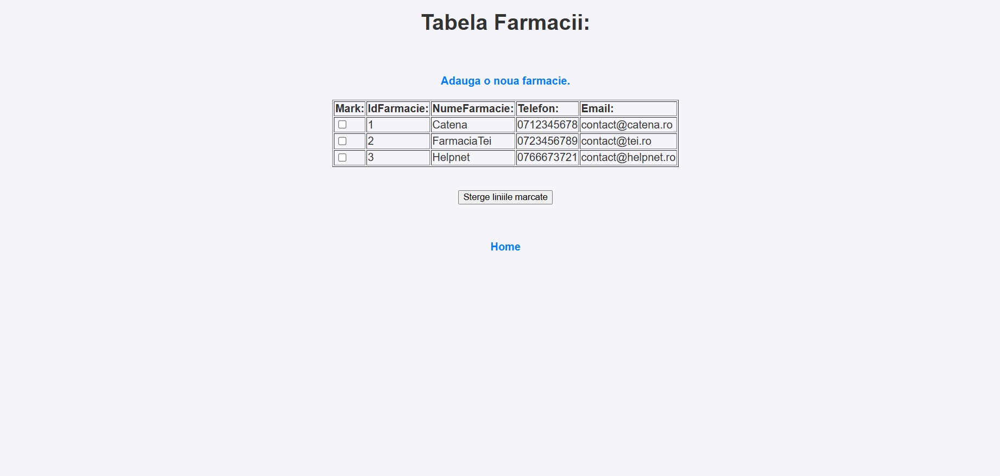 Tabela Farmacii:
Adauga o noua farmacie.
Mark: IdFarmacie: NumeFarmacie: Telefon: Email:
1 Catena 0712345678 contact@catena.ro
2 FarmaciaTei 0723456789 contact@tei.ro
3 Helpnet 0766673721 contact@helpnet.ro
Sterge liniile marcate
Home